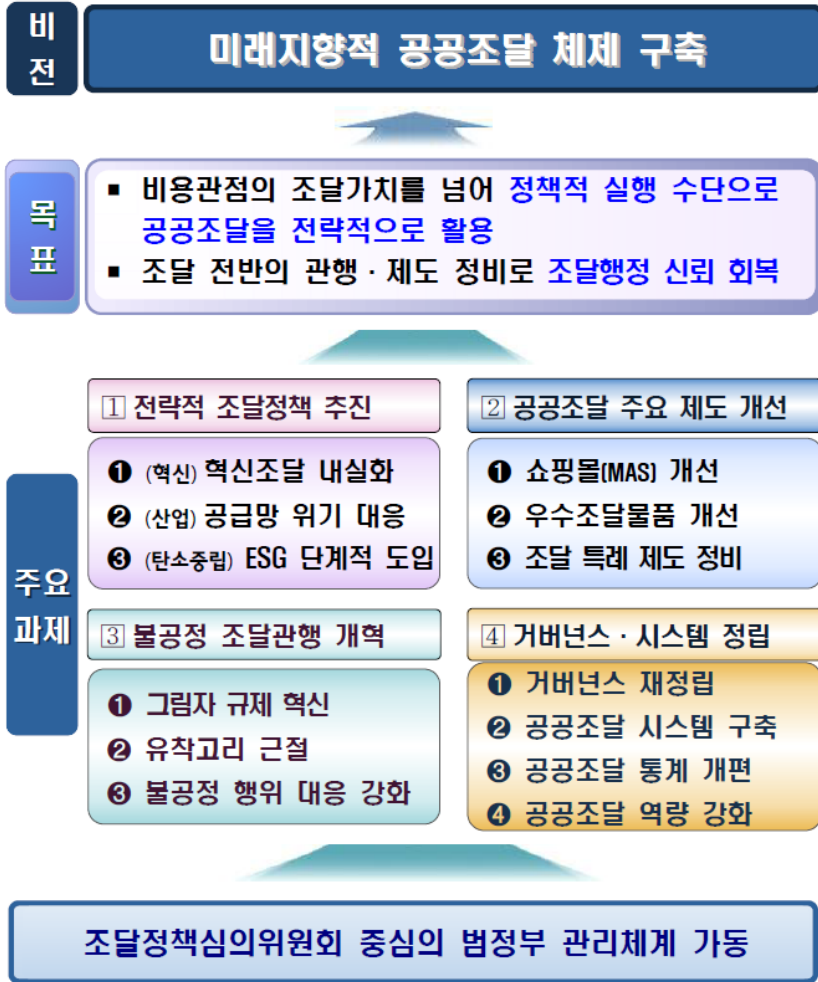 비전
미래지향적 공공조달 체제 구축
목표
▪ 비용관점의 조달가치를 넘어 정책적 실행 수단으로
공공조달을 전략적으로 활용
▪ 조달 전반의 관행·제도 정비로 조달행정 신뢰 회복
주요
과제
1 전략적 조달정책 추진
❶ (혁신) 혁신조달 내실화
❷ (산업) 공급망 위기 대응
❸ (탄소중립) ESG 단계적 도입
2 공공조달 주요 제도 개선
❶ 쇼핑몰(MAS) 개선
❷ 우수조달물품 개선
❸ 조달 특례 제도 정비
3 불공정 조달관행 개혁
❶ 그림자 규제 혁신
❷ 유착고리 근절
❸ 불공정 행위 대응 강화
4 거버넌스·시스템 정립
❶ 거버넌스 재정립
❷ 공공조달 시스템 구축
❸ 공공조달 통계 개편
❹ 공공조달 역량 강화
조달정책심의위원회 중심의 범정부 관리체계 가동